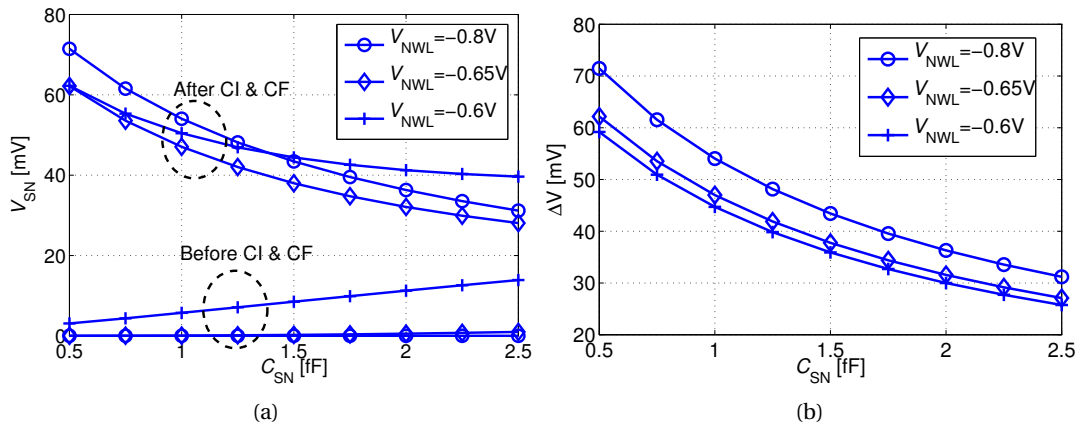 80
60
40
20
0
V_SN [mV]
0.5
1
1.5
2
2.5
C_SN [fF]
V_NWL=−0.8V
V_NWL=−0.65V
V_NWL=−0.6V
After CI & CF
Before CI & CF
(a)
80
70
60
50
40
30
20
ΔV [mV]
0.5
1
1.5
2
2.5
C_SN [fF]
V_NWL=−0.8V
V_NWL=−0.65V
V_NWL=−0.6V
(b)